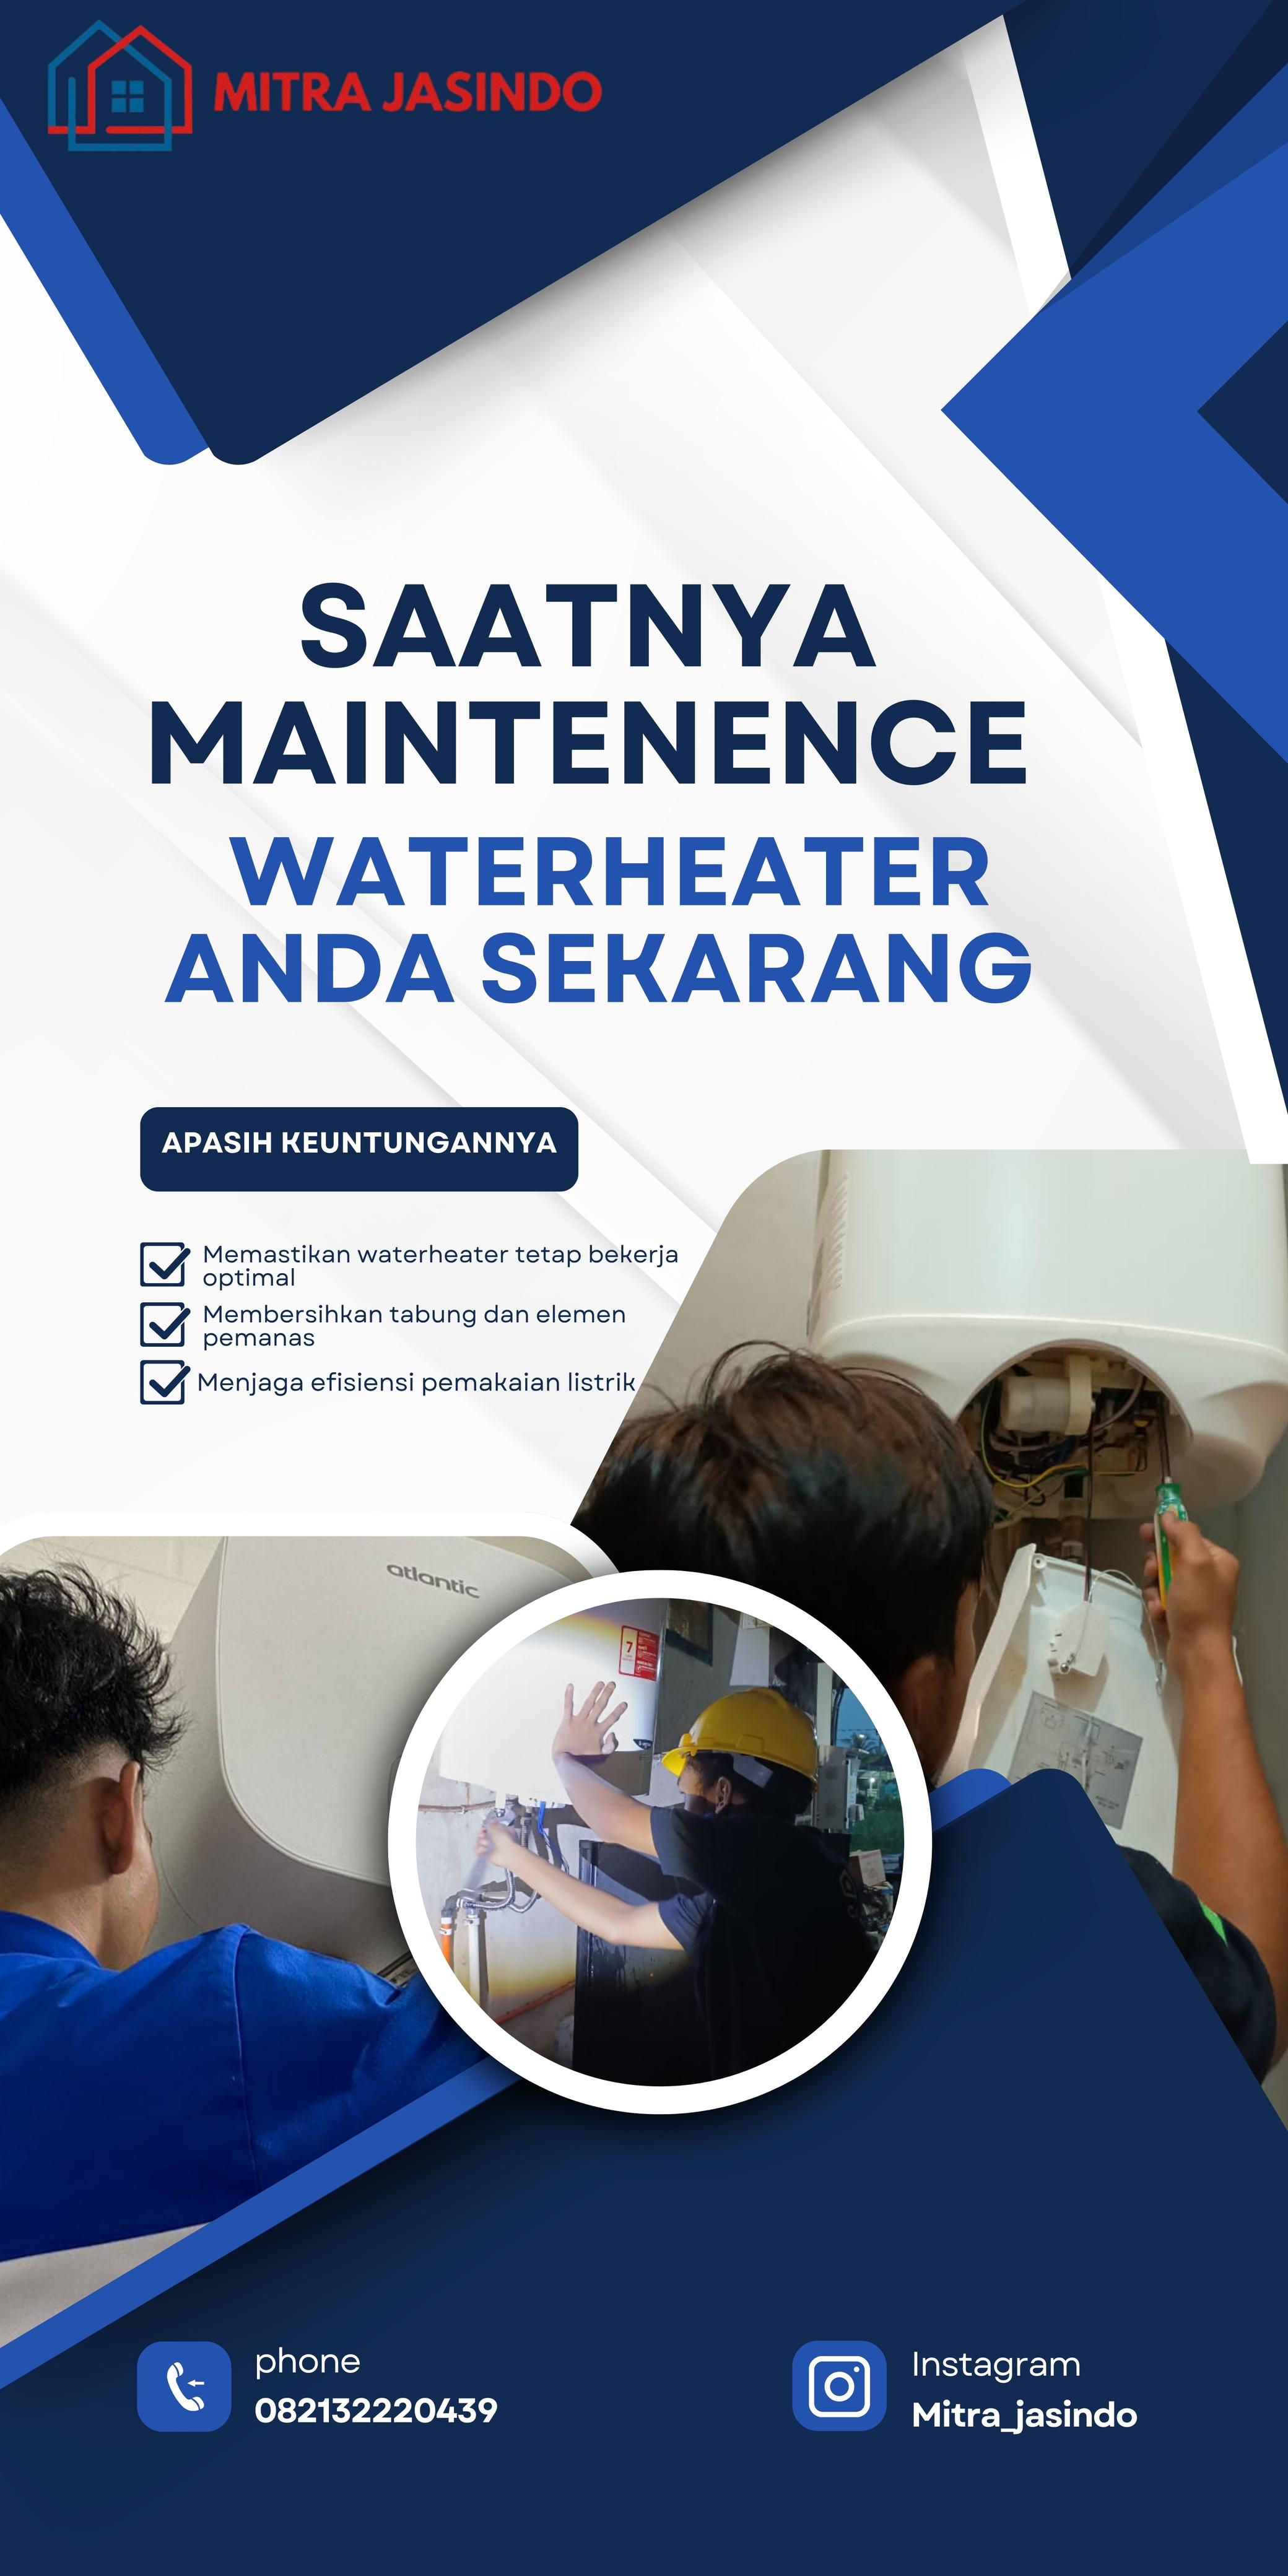 MITRA JASINDO
SAATNYA
MAINTENENCE
WATERHEATER
ANDA SEKARANG
APASIH KEUNTUNGANNYA
Memastikan waterheater tetap bekerja
optimal
Membersihkan tabung dan elemen
pemanas
Menjaga efisiensi pemakaian listrik
atlantic
7
phone
082132220439
Instagram
Mitra_jasindo